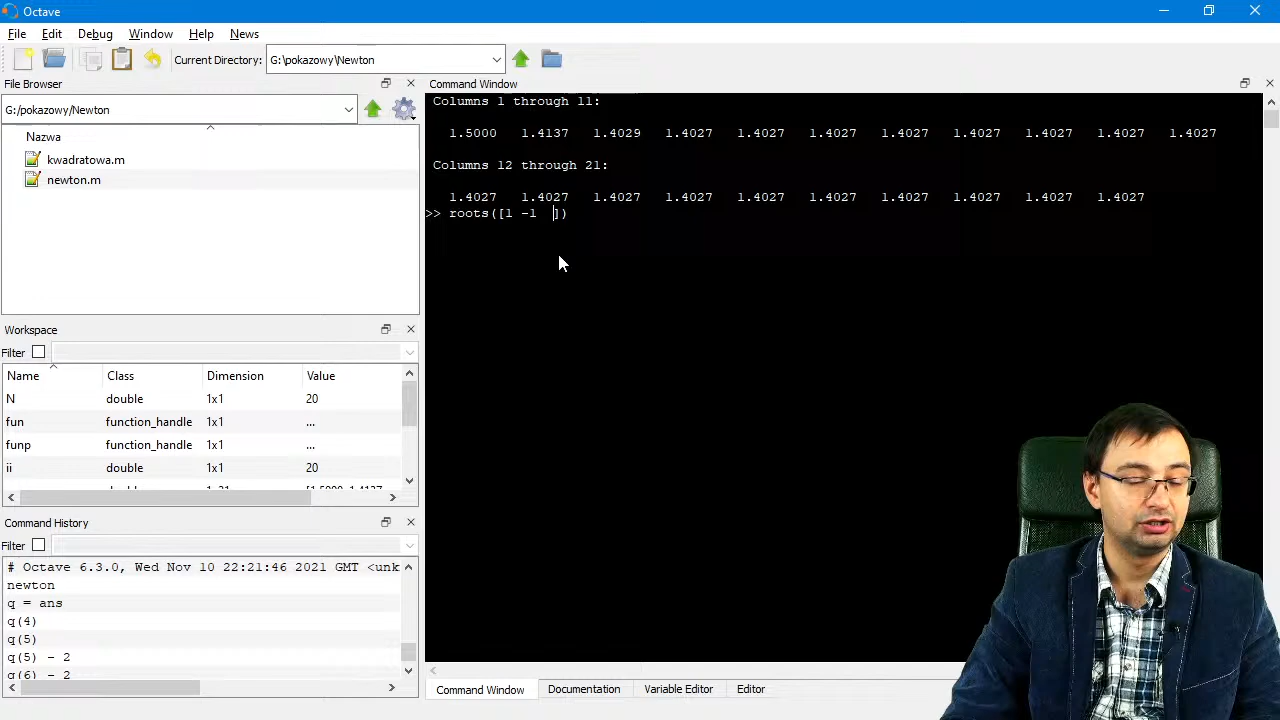 Octave
File Edit Debug Window Help News
Current Directory: G:\pokazowy\Newton
File Browser
G:/pokazowy/Newton
Nazwa
kwadratowa.m
newton.m
Workspace
Filter
Name Class Dimension Value
N double 1x1 20
fun function_handle 1x1 ...
funp function_handle 1x1 ...
ii double 1x1 20
Command History
Filter
# Octave 6.3.0, Wed Nov 10 22:21:46 2021 GMT <unk
newton
q = ans
q(4)
q(5)
q(5) - 2
q(6) - 2
Command Window
Columns 1 through 11:
1.5000 1.4137 1.4029 1.4027 1.4027 1.4027 1.4027 1.4027 1.4027 1.4027 1.4027
Columns 12 through 21:
1.4027 1.4027 1.4027 1.4027 1.4027 1.4027 1.4027 1.4027 1.4027 1.4027
>> roots([1 -1 ])
Command Window Documentation Variable Editor Editor